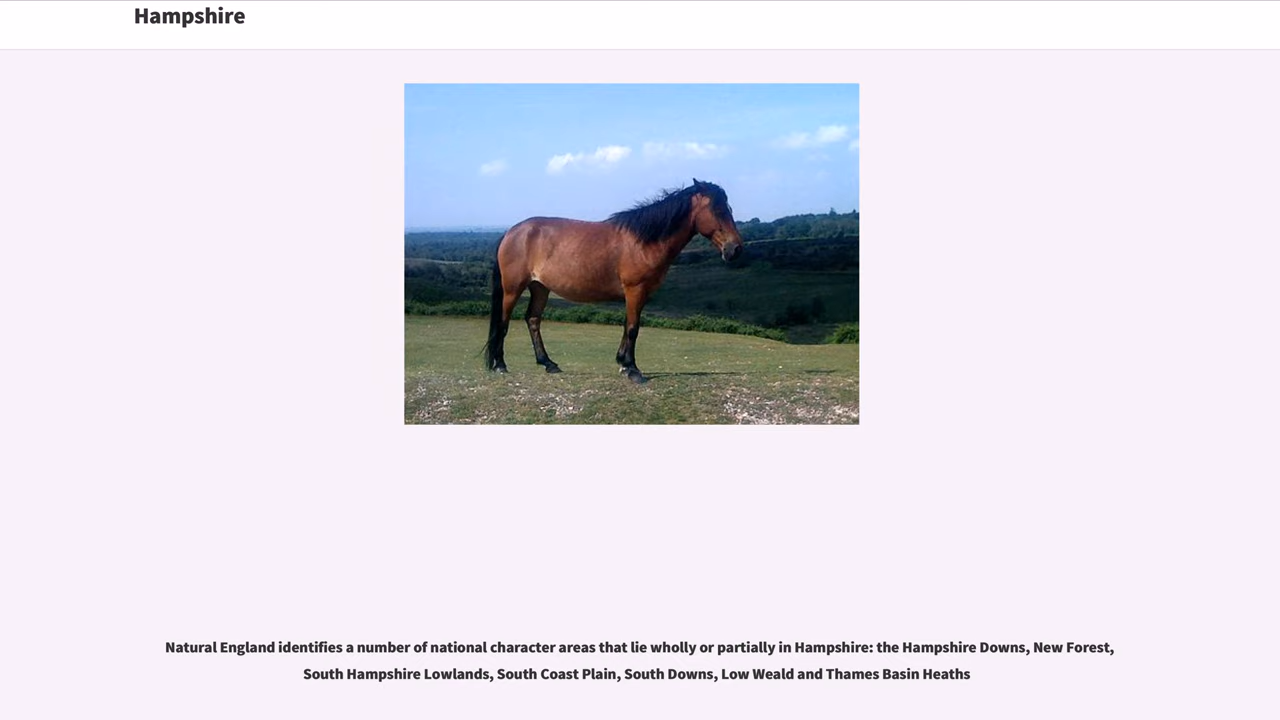 Hampshire
Natural England identifies a number of national character areas that lie wholly or partially in Hampshire: the Hampshire Downs, New Forest,
South Hampshire Lowlands, South Coast Plain, South Downs, Low Weald and Thames Basin Heaths